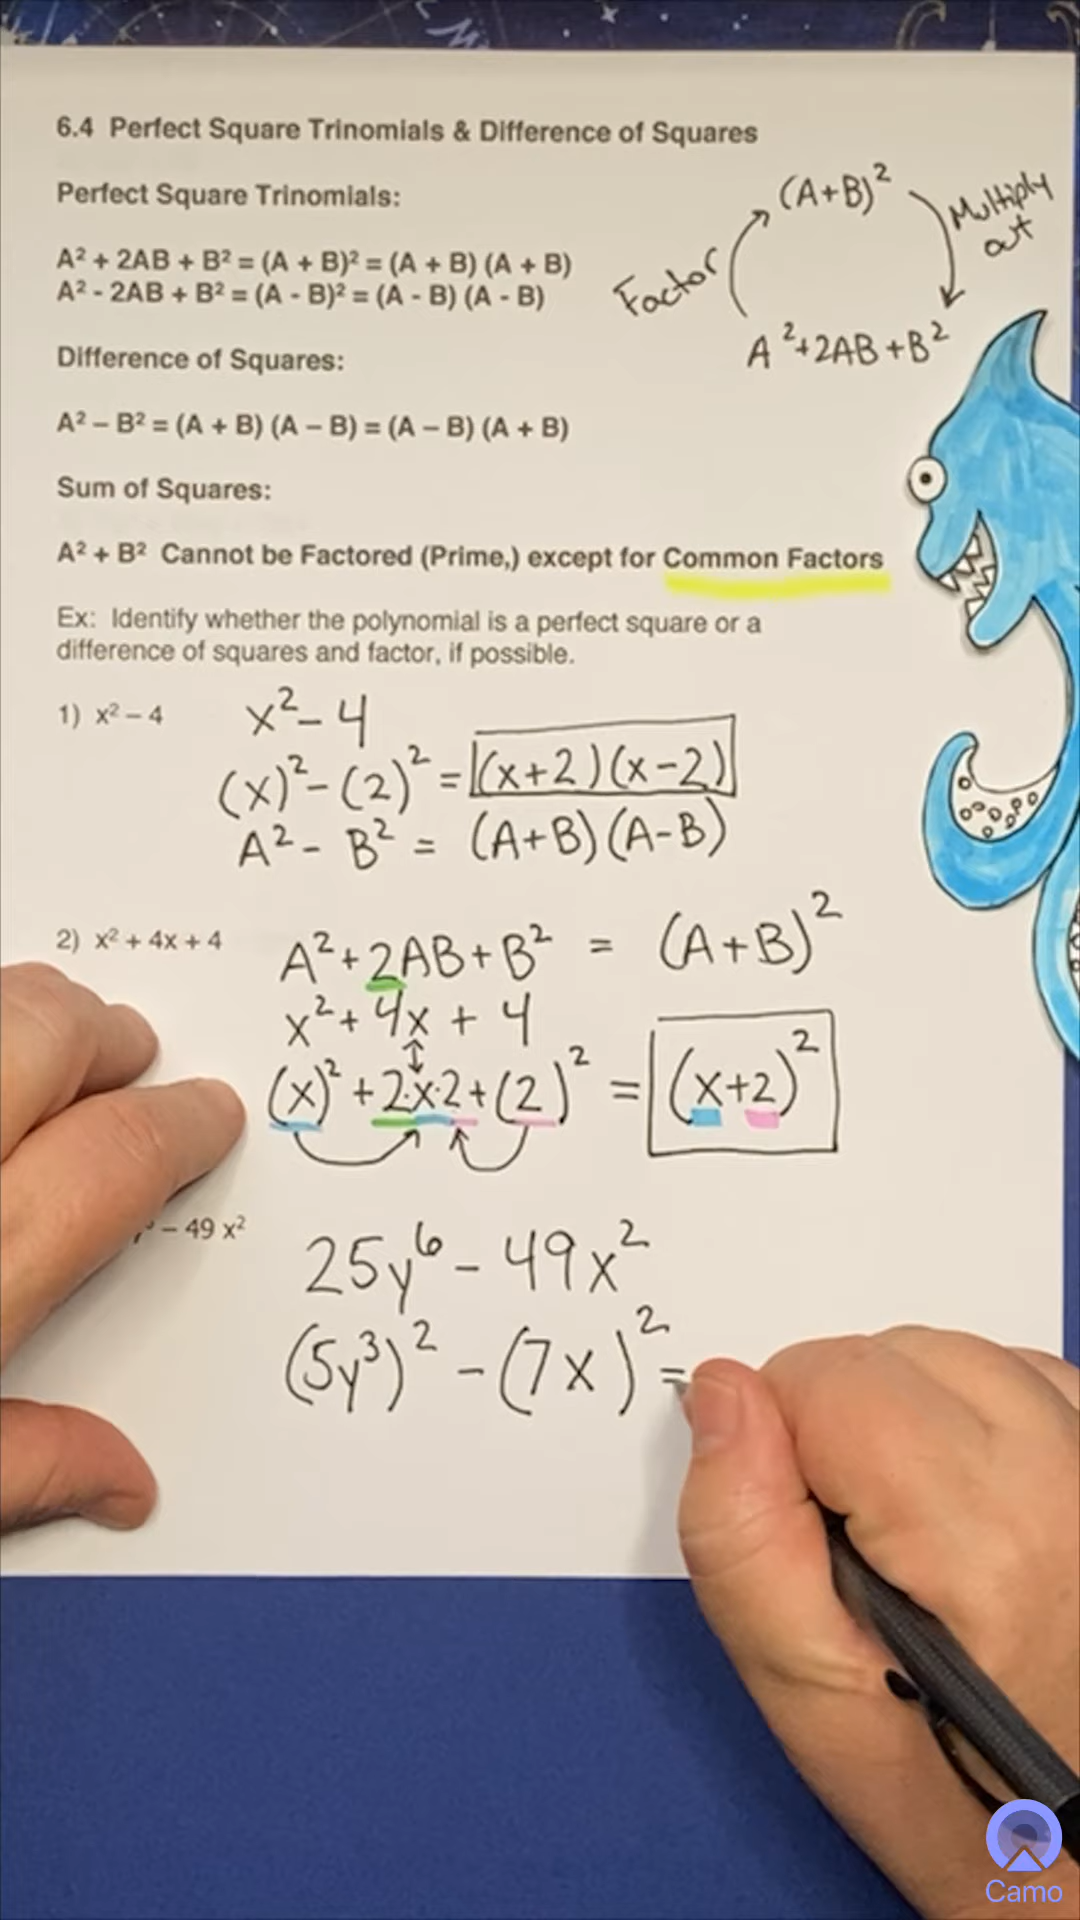 6.4 Perfect Square Trinomials & Difference of Squares
Perfect Square Trinomials:
A² + 2AB + B² = (A + B)² = (A + B) (A + B)
A² - 2AB + B² = (A - B)² = (A - B) (A - B)
(A+B)²
Multiply out
Factor
A²+2AB+B²
Difference of Squares:
A² – B² = (A + B) (A – B) = (A – B) (A + B)
Sum of Squares:
A² + B² Cannot be Factored (Prime,) except for Common Factors
Ex: Identify whether the polynomial is a perfect square or a
difference of squares and factor, if possible.
1) x² – 4
x²-4
(x)²-(2)² = (x+2)(x-2)
A²- B² = (A+B)(A-B)
2) x² + 4x + 4
A²+2AB+B² = (A+B)²
x²+4x+4
(x)²+2·x·2+(2)² = (x+2)²
– 49 x²
25y⁶-49x²
(5y³)²-(7x)²=
Camo